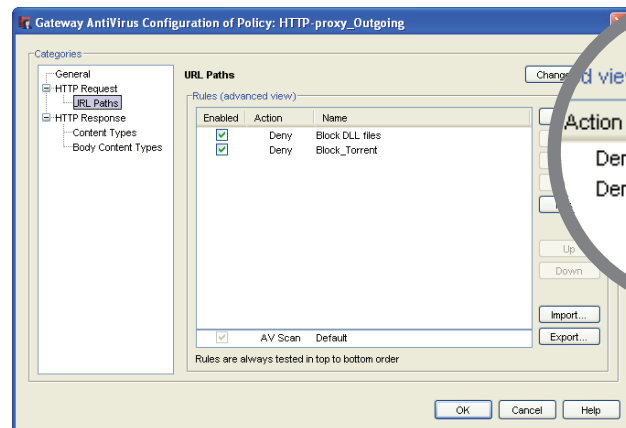 Gateway AntiVirus Configuration of Policy: HTTP-proxy_Outgoing
Categories
General
HTTP Request
URL Paths
HTTP Response
Content Types
Body Content Types
URL Paths
Change
Rules (advanced view)
Enabled Action Name
Deny Block DLL files
Deny Block_Torrent
AV Scan Default
Rules are always tested in top to bottom order
Up
Down
Import...
Export...
OK Cancel Help
d view
Action
Den
Den